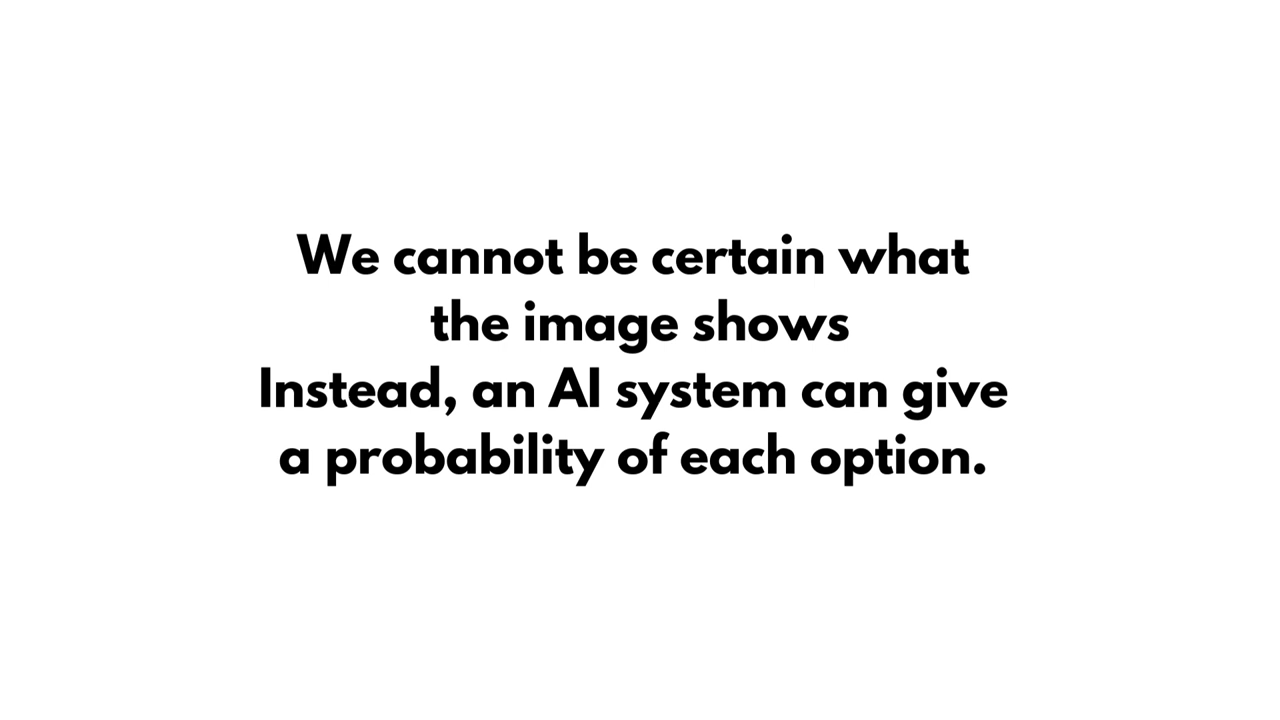 We cannot be certain what
the image shows
Instead, an AI system can give
a probability of each option.